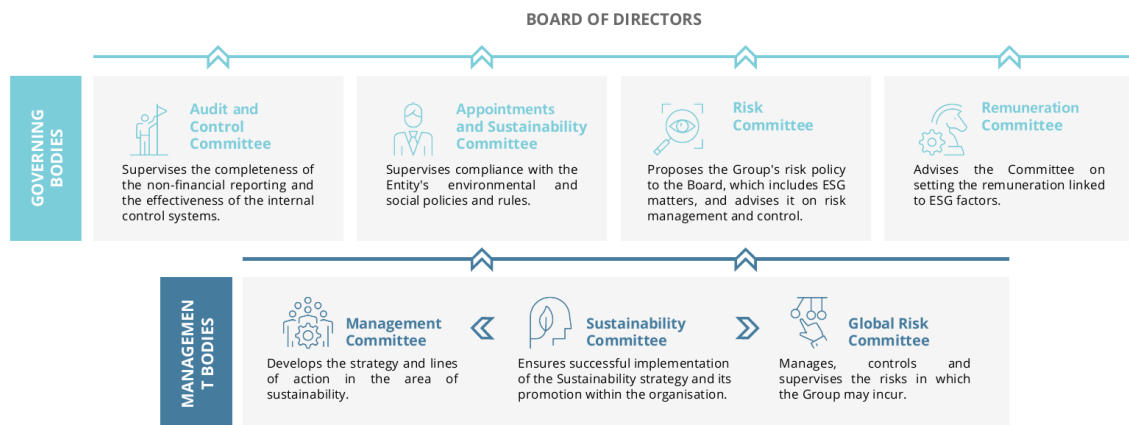 BOARD OF DIRECTORS
GOVERNING
BODIES
Audit and
Control
Committee
Supervises the completeness of
the non-financial reporting and
the effectiveness of the internal
control systems.
Appointments
and Sustainability
Committee
Supervises compliance with the
Entity's environmental and
social policies and rules.
Risk
Committee
Proposes the Group's risk policy
to the Board, which includes ESG
matters, and advises it on risk
management and control.
Remuneration
Committee
Advises the Committee on
setting the remuneration linked
to ESG factors.
MANAGEMEN
T BODIES
Management
Committee
Develops the strategy and lines
of action in the area of
sustainability.
Sustainability
Committee
Ensures successful implementation
of the Sustainability strategy and its
promotion within the organisation.
Global Risk
Committee
Manages, controls and
supervises the risks in which
the Group may incur.